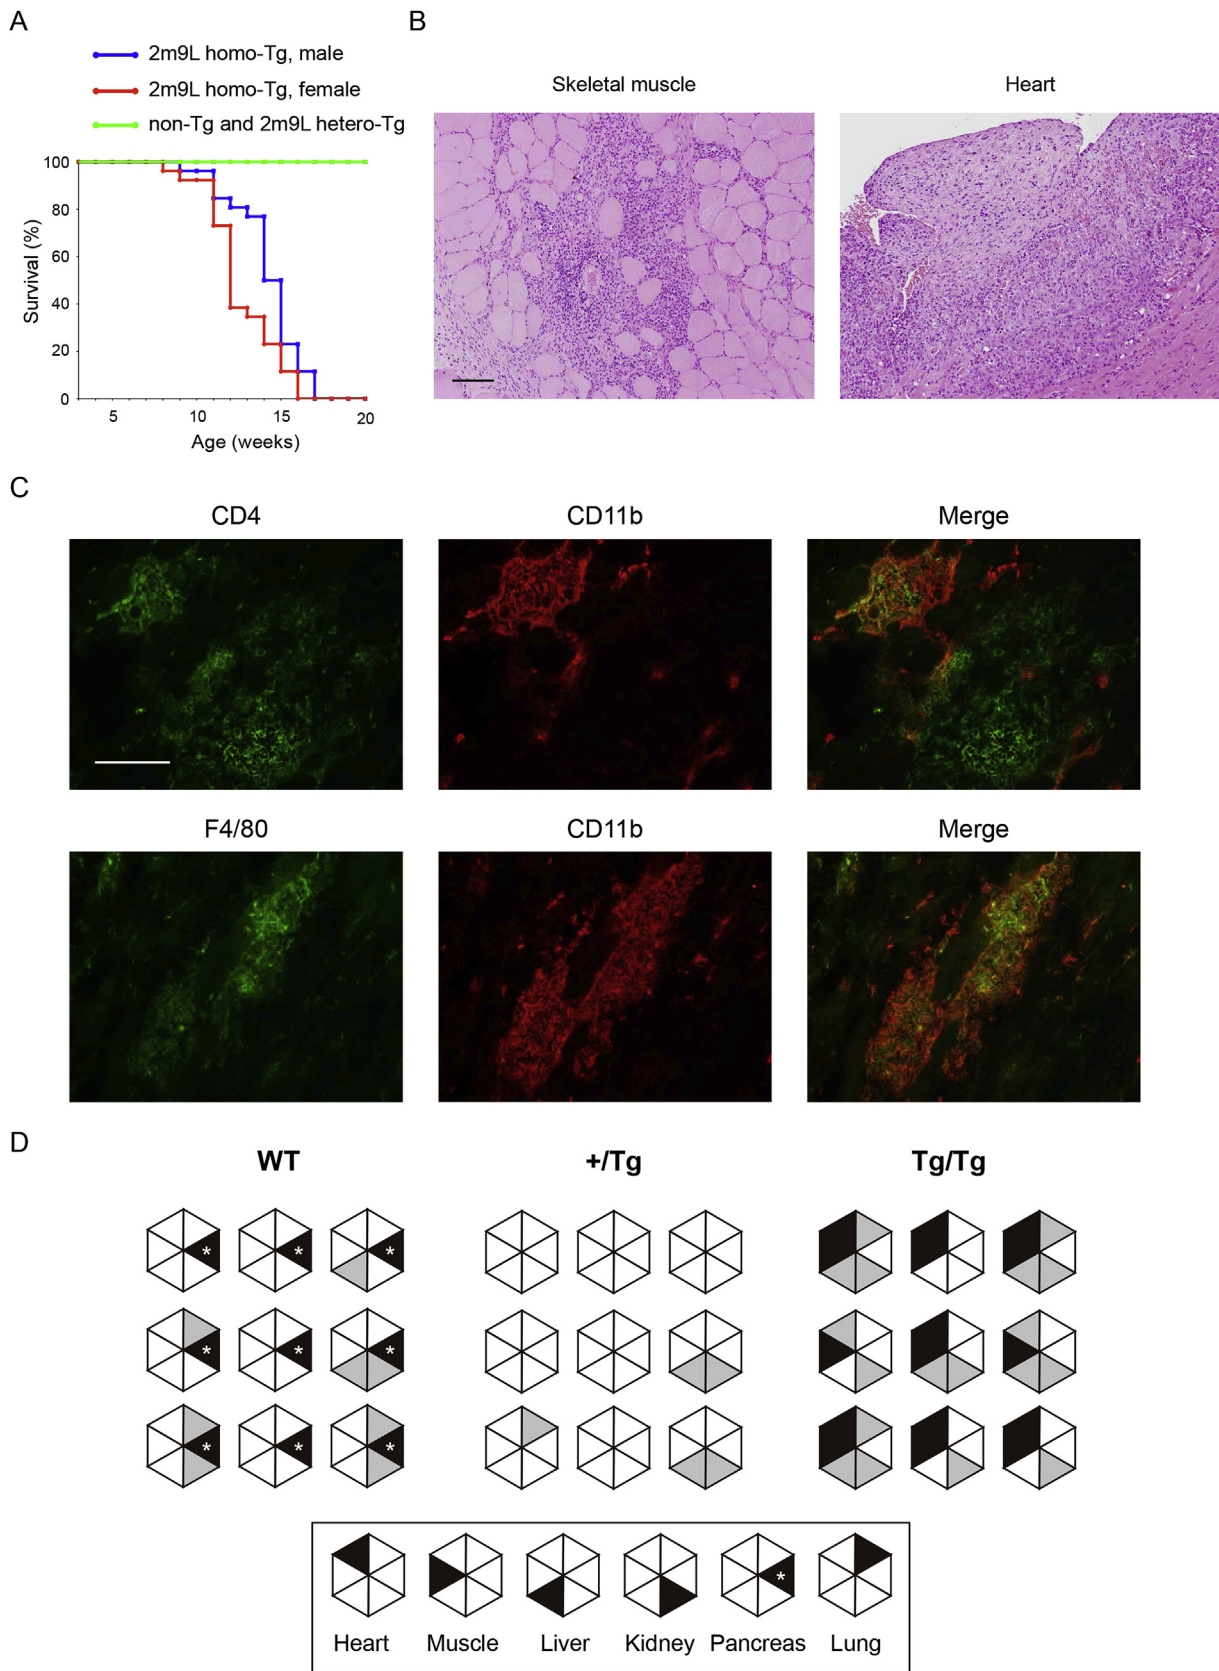 A
2m9L homo-Tg, male
2m9L homo-Tg, female
non-Tg and 2m9L hetero-Tg
100
80
60
40
20
0
Survival (%)
5 10 15 20
Age (weeks)
B
Skeletal muscle Heart
C
CD4 CD11b Merge
F4/80 CD11b Merge
D
WT +/Tg Tg/Tg
* * *
* * *
* * *
*
Heart Muscle Liver Kidney Pancreas Lung